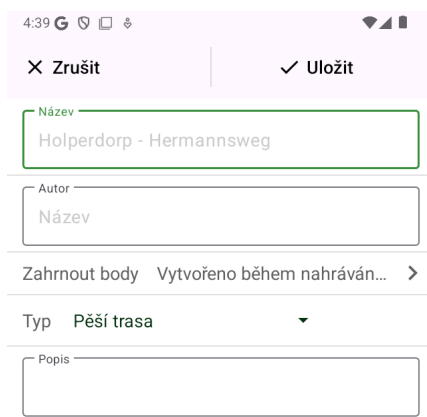 4:39
Zrušit
Uložit
Název
Holperdorp - Hermannsweg
Autor
Název
Zahrnout body Vytvořeno během nahráván...
Typ Pěší trasa
Popis